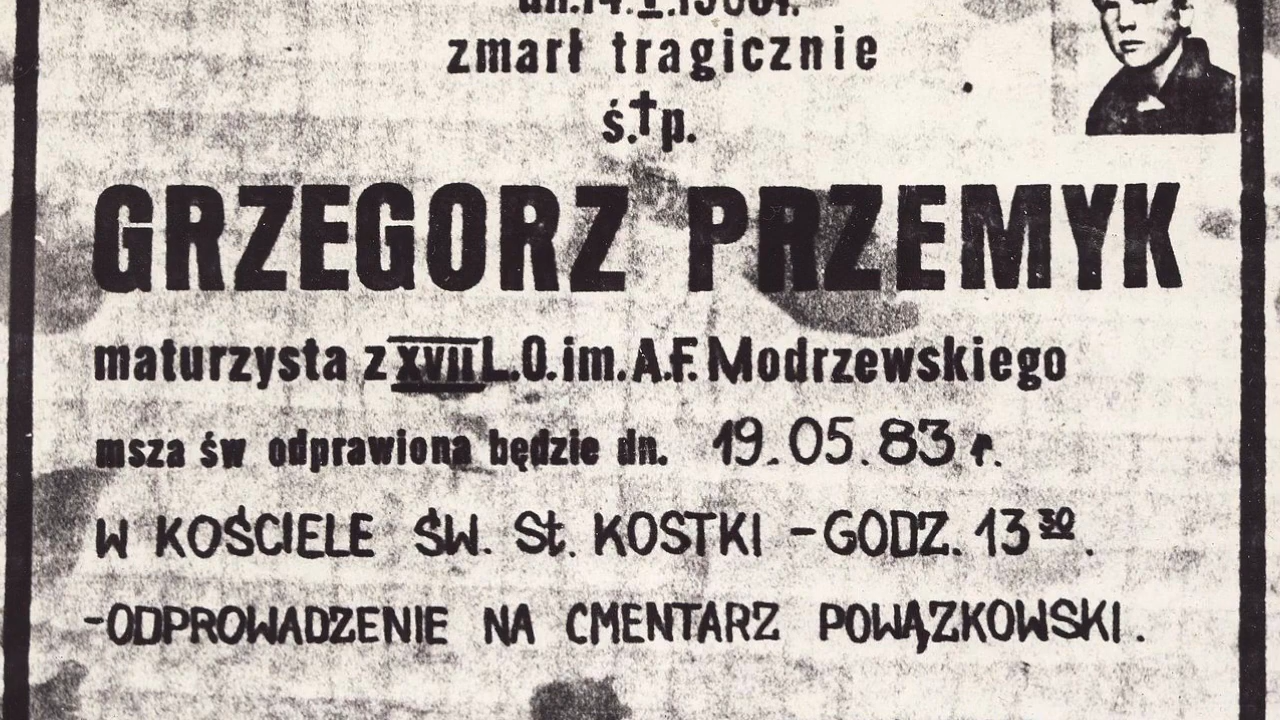 zmarł tragicznie
ś.†p.
GRZEGORZ PRZEMYK
maturzysta z XVII L.O. im. A.F. Modrzewskiego
msza św odprawiona będzie dn. 19.05.83 r.
W KOŚCIELE ŚW. St. KOSTKI - GODZ. 13 30.
- ODPROWADZENIE NA CMENTARZ POWĄZKOWSKI.